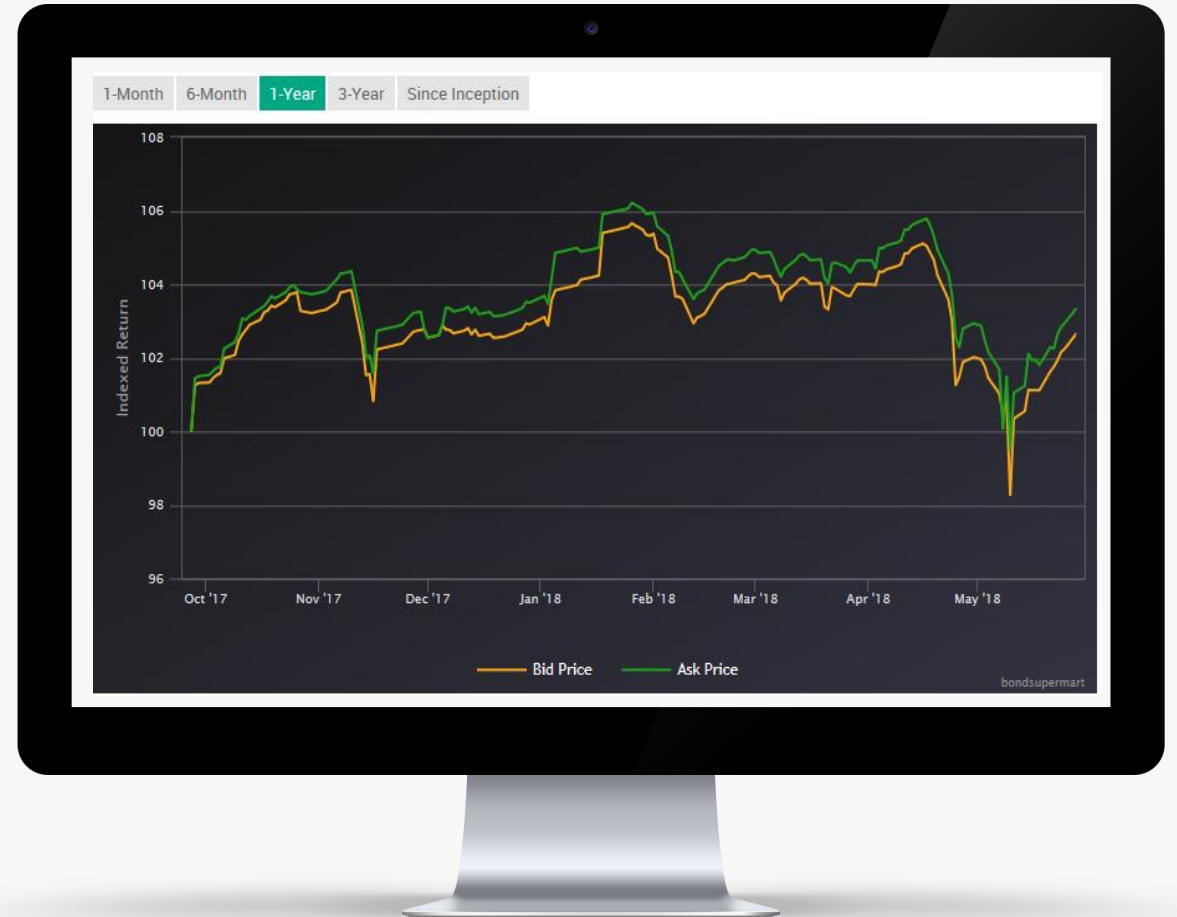 1-Month 6-Month 1-Year 3-Year Since Inception
108
106
104
102
100
98
96
Indexed Return
Oct '17 Nov '17 Dec '17 Jan '18 Feb '18 Mar '18 Apr '18 May '18
Bid Price Ask Price
bondsupermart